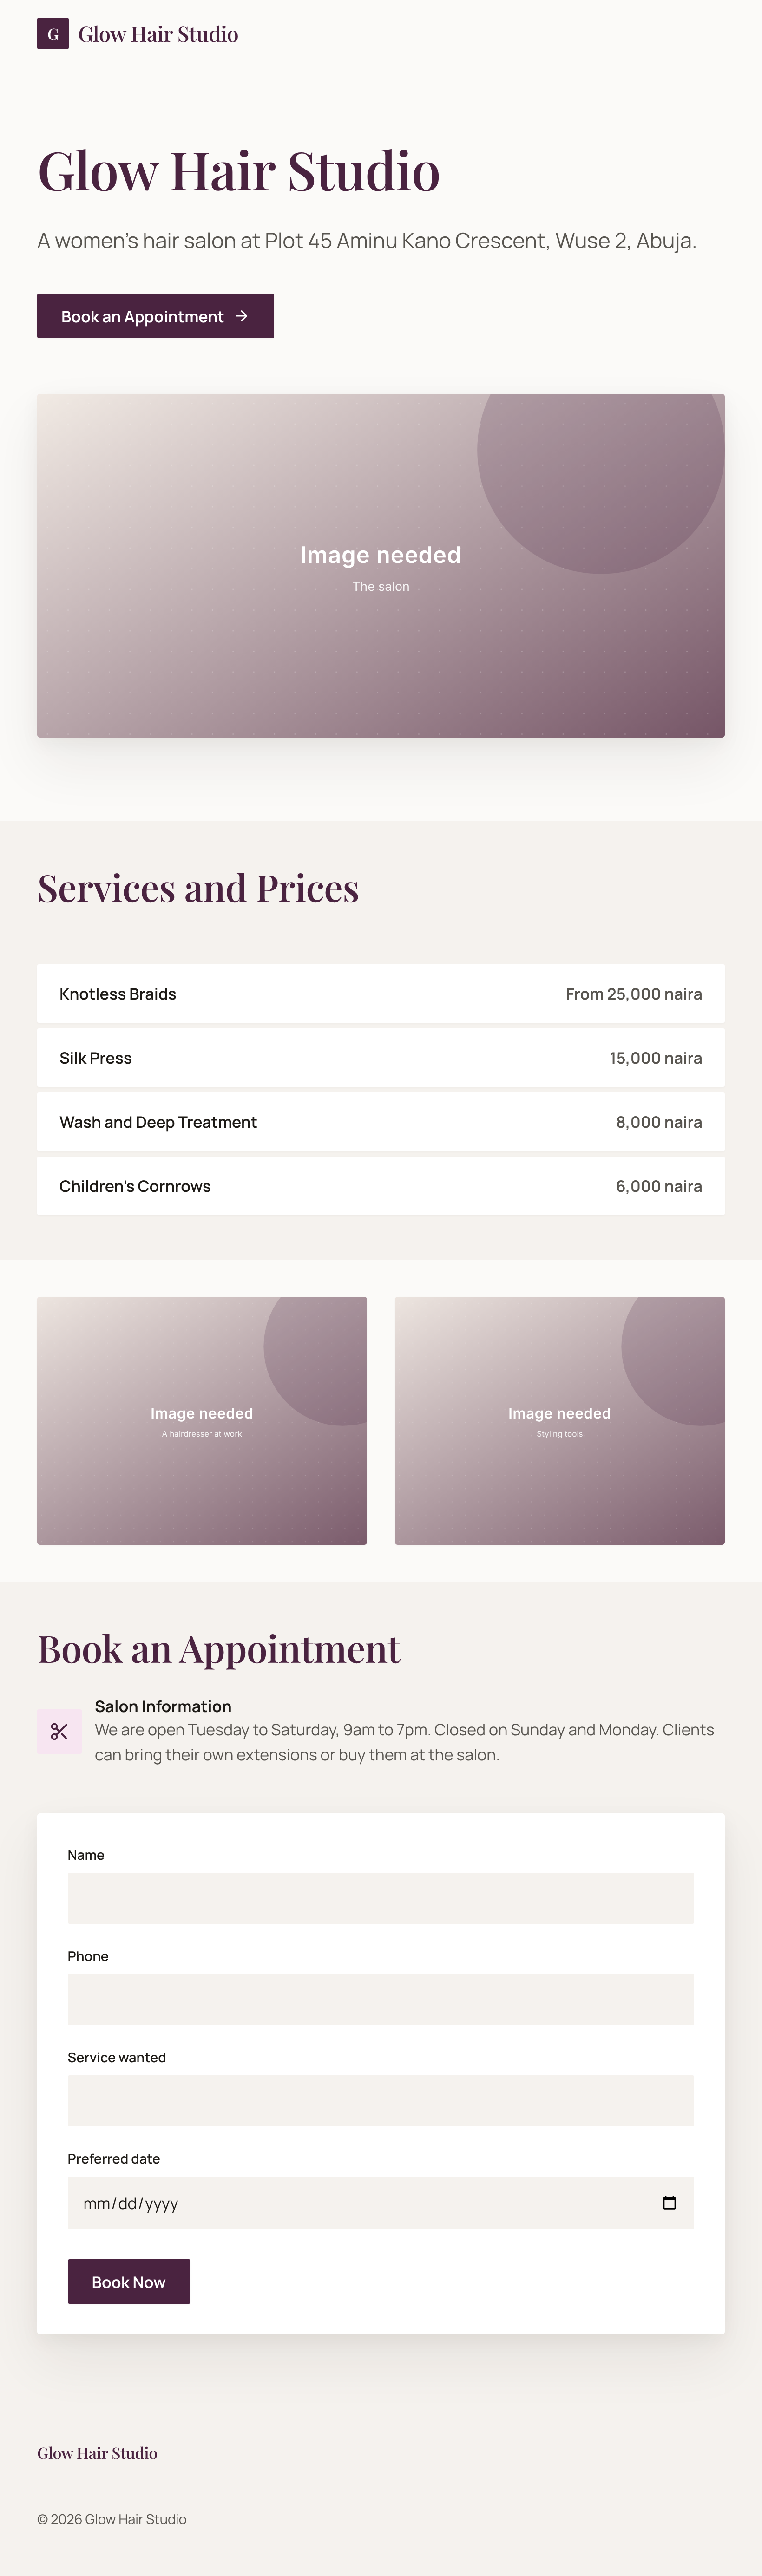 G Glow Hair Studio
Glow Hair Studio
A women's hair salon at Plot 45 Aminu Kano Crescent, Wuse 2, Abuja.
Book an Appointment →
Image needed
The salon
Services and Prices
Knotless Braids From 25,000 naira
Silk Press 15,000 naira
Wash and Deep Treatment 8,000 naira
Children's Cornrows 6,000 naira
Image needed
A hairdresser at work
Image needed
Styling tools
Book an Appointment
Salon Information
We are open Tuesday to Saturday, 9am to 7pm. Closed on Sunday and Monday. Clients
can bring their own extensions or buy them at the salon.
Name
Phone
Service wanted
Preferred date
mm/dd/yyyy
Book Now
Glow Hair Studio
© 2026 Glow Hair Studio